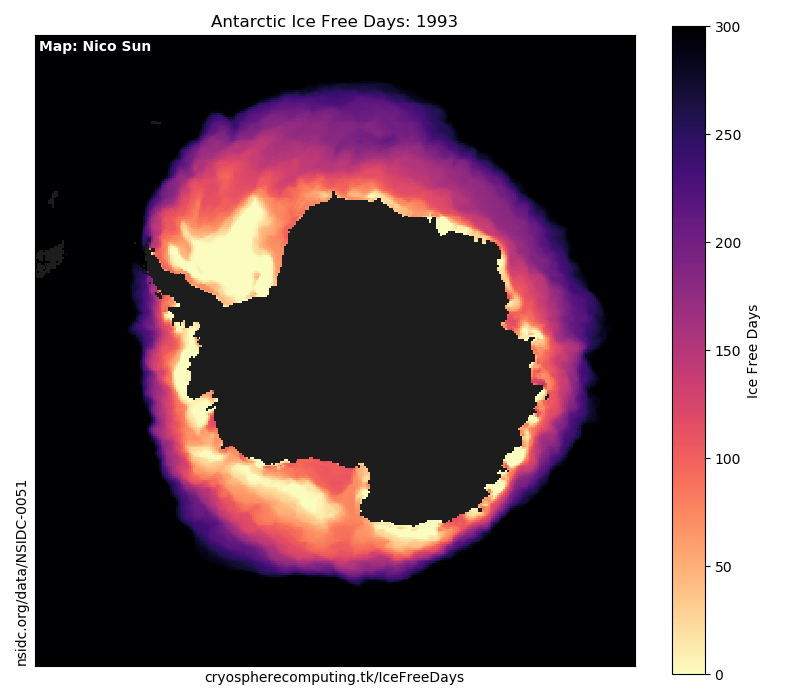 Antarctic Ice Free Days: 1993
Map: Nico Sun
300
250
200
150
100
50
0
Ice Free Days
nsidc.org/data/NSIDC-0051
cryospherecomputing.tk/IceFreeDays